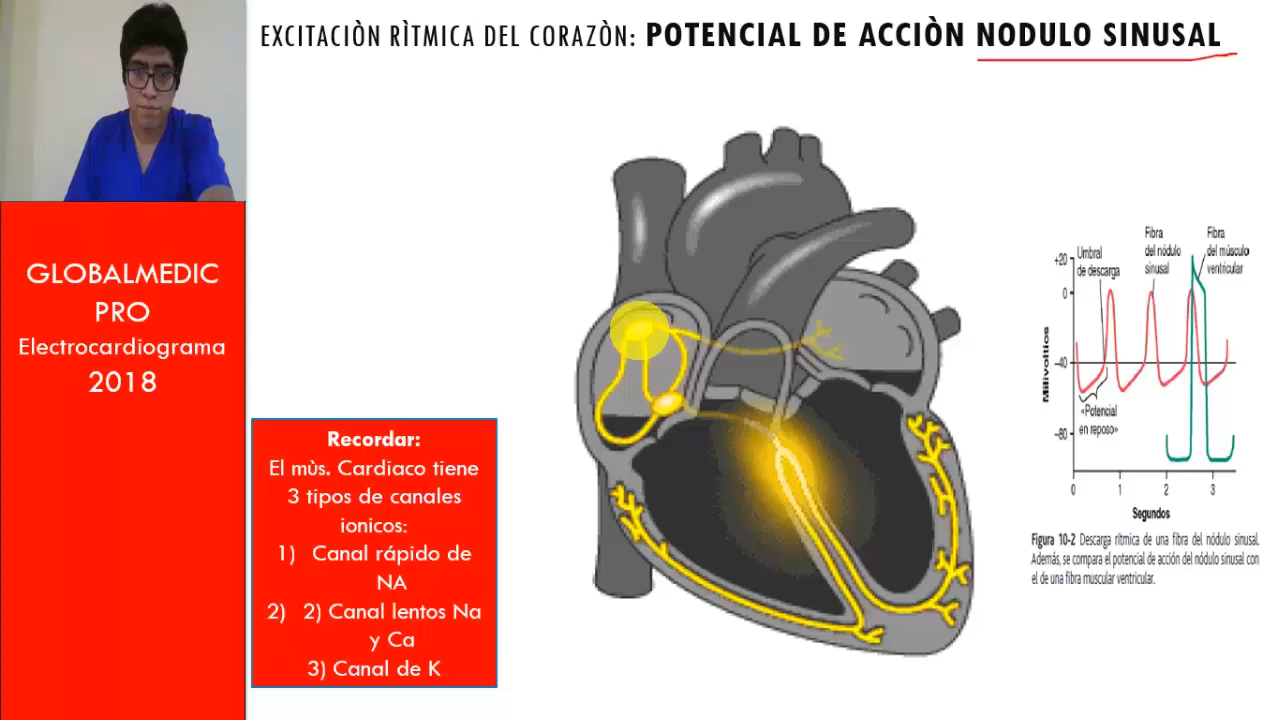 EXCITACIÒN RÌTMICA DEL CORAZÒN: POTENCIAL DE ACCIÒN NODULO SINUSAL
GLOBALMEDIC
PRO
Electrocardiograma
2018
Recordar:
El mùs. Cardiaco tiene
3 tipos de canales
ionicos:
1) Canal rápido de
NA
2) 2) Canal lentos Na
y Ca
3) Canal de K
Umbral
de descarga
Fibra
del nódulo
sinusal
Fibra
del músculo
ventricular
+20
0
–40
–80
Milivoltios
«Potencial
en reposo»
0 1 2 3
Segundos
Figura 10-2 Descarga rítmica de una fibra del nódulo sinusal.
Además, se compara el potencial de acción del nódulo sinusal con
el de una fibra muscular ventricular.